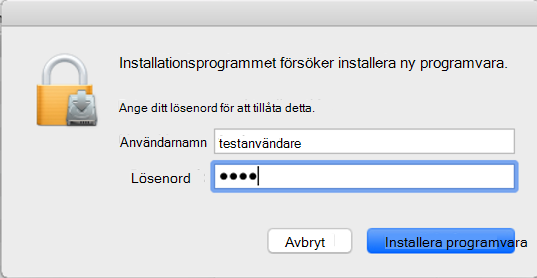 Installationsprogrammet försöker installera ny programvara.
Ange ditt lösenord för att tillåta detta.
Användarnamn testanvändare
Lösenord ••••
Avbryt Installera programvara